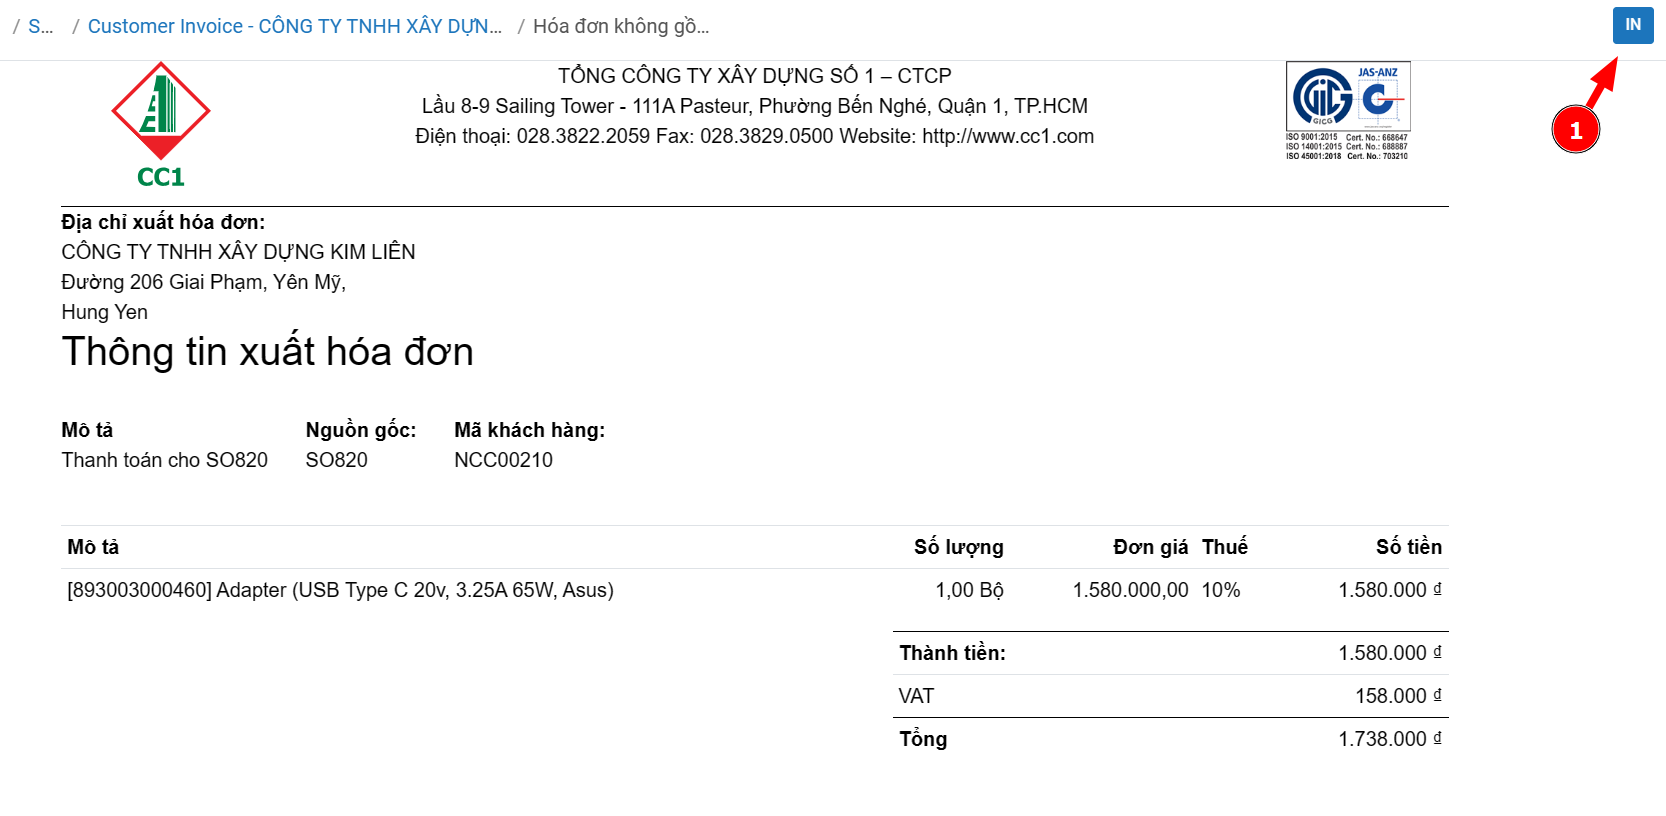 / S... / Customer Invoice - CÔNG TY TNHH XÂY DỰN... / Hóa đơn không gồ...
IN
1
CC1
TỔNG CÔNG TY XÂY DỰNG SỐ 1 – CTCP
Lầu 8-9 Sailing Tower - 111A Pasteur, Phường Bến Nghé, Quận 1, TP.HCM
Điện thoại: 028.3822.2059 Fax: 028.3829.0500 Website: http://www.cc1.com
GIC
GICG
JAS-ANZ
C
ISO 9001:2015 Cert. No.: 668647
ISO 14001:2015 Cert. No.: 688887
ISO 45001:2018 Cert. No.: 703210
Địa chỉ xuất hóa đơn:
CÔNG TY TNHH XÂY DỰNG KIM LIÊN
Đường 206 Giai Phạm, Yên Mỹ,
Hung Yen
Thông tin xuất hóa đơn
Mô tả Nguồn gốc: Mã khách hàng:
Thanh toán cho SO820 SO820 NCC00210
Mô tả Số lượng Đơn giá Thuế Số tiền
[893003000460] Adapter (USB Type C 20v, 3.25A 65W, Asus) 1,00 Bộ 1.580.000,00 10% 1.580.000 ₫
Thành tiền: 1.580.000 ₫
VAT 158.000 ₫
Tổng 1.738.000 ₫